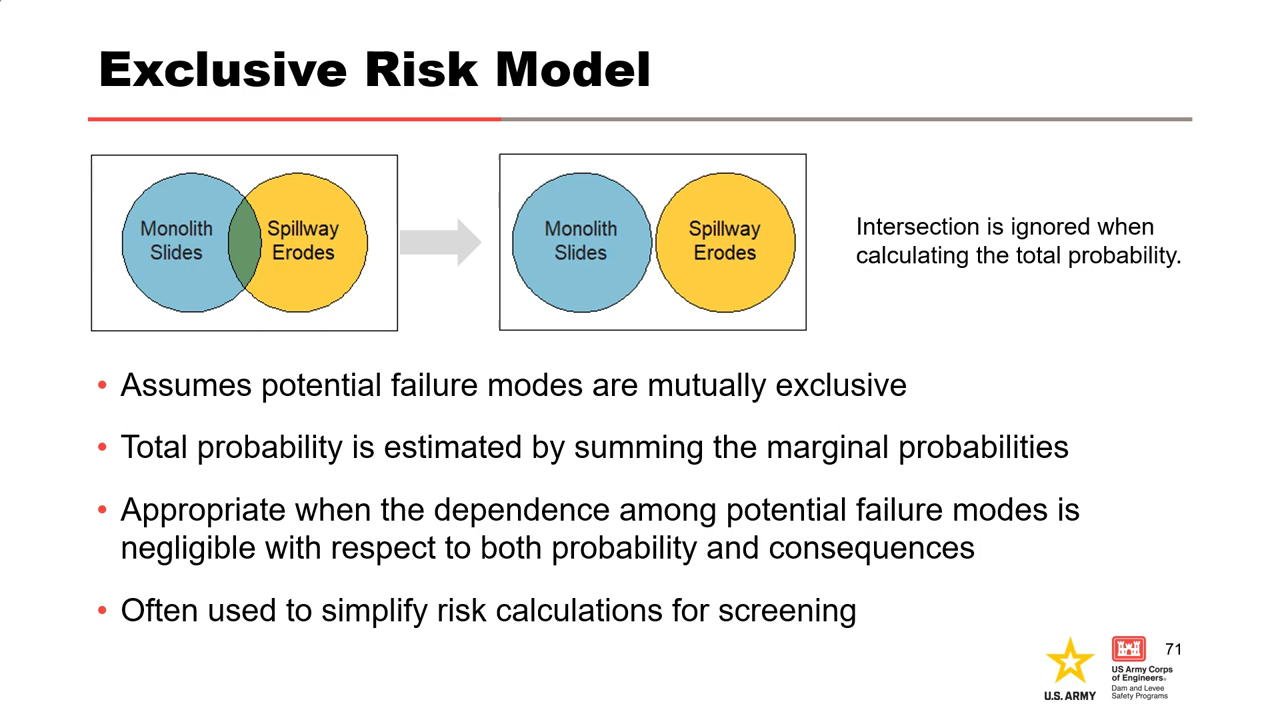 Exclusive Risk Model
Monolith
Slides
Spillway
Erodes
Monolith
Slides
Spillway
Erodes
Intersection is ignored when
calculating the total probability.
• Assumes potential failure modes are mutually exclusive
• Total probability is estimated by summing the marginal probabilities
• Appropriate when the dependence among potential failure modes is
negligible with respect to both probability and consequences
• Often used to simplify risk calculations for screening
71
U.S. ARMY
US Army Corps
of Engineers®
Dam and Levee
Safety Programs